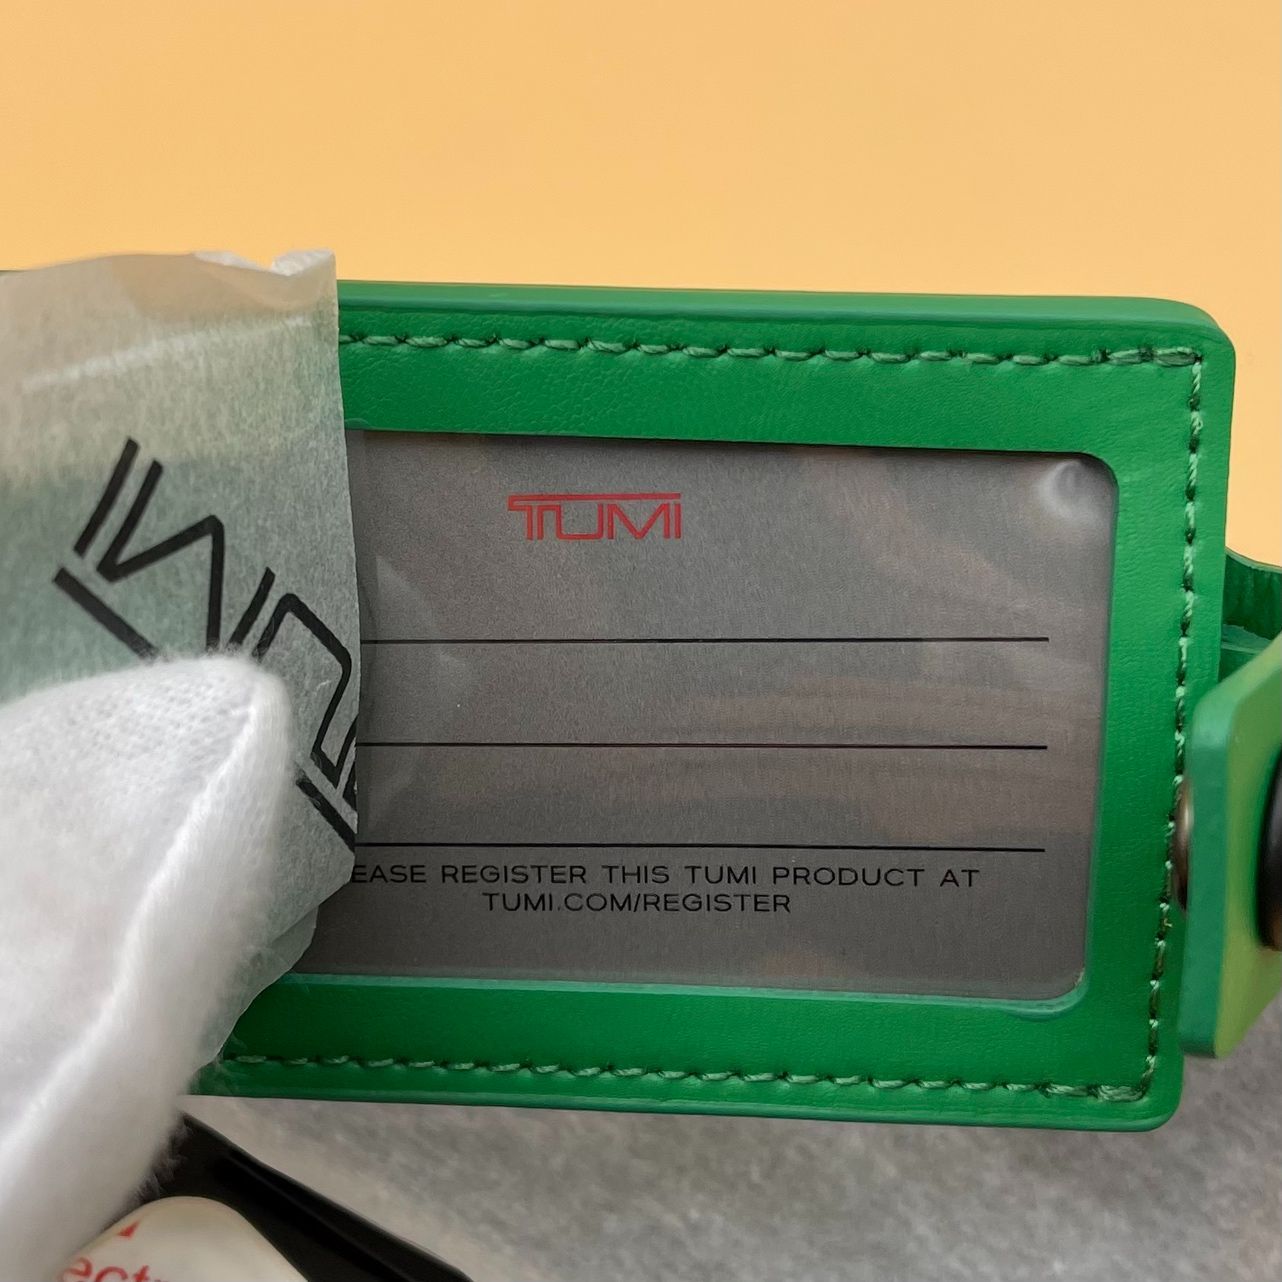 TUMI
EASE REGISTER THIS TUMI PRODUCT AT
TUMI.COM/REGISTER